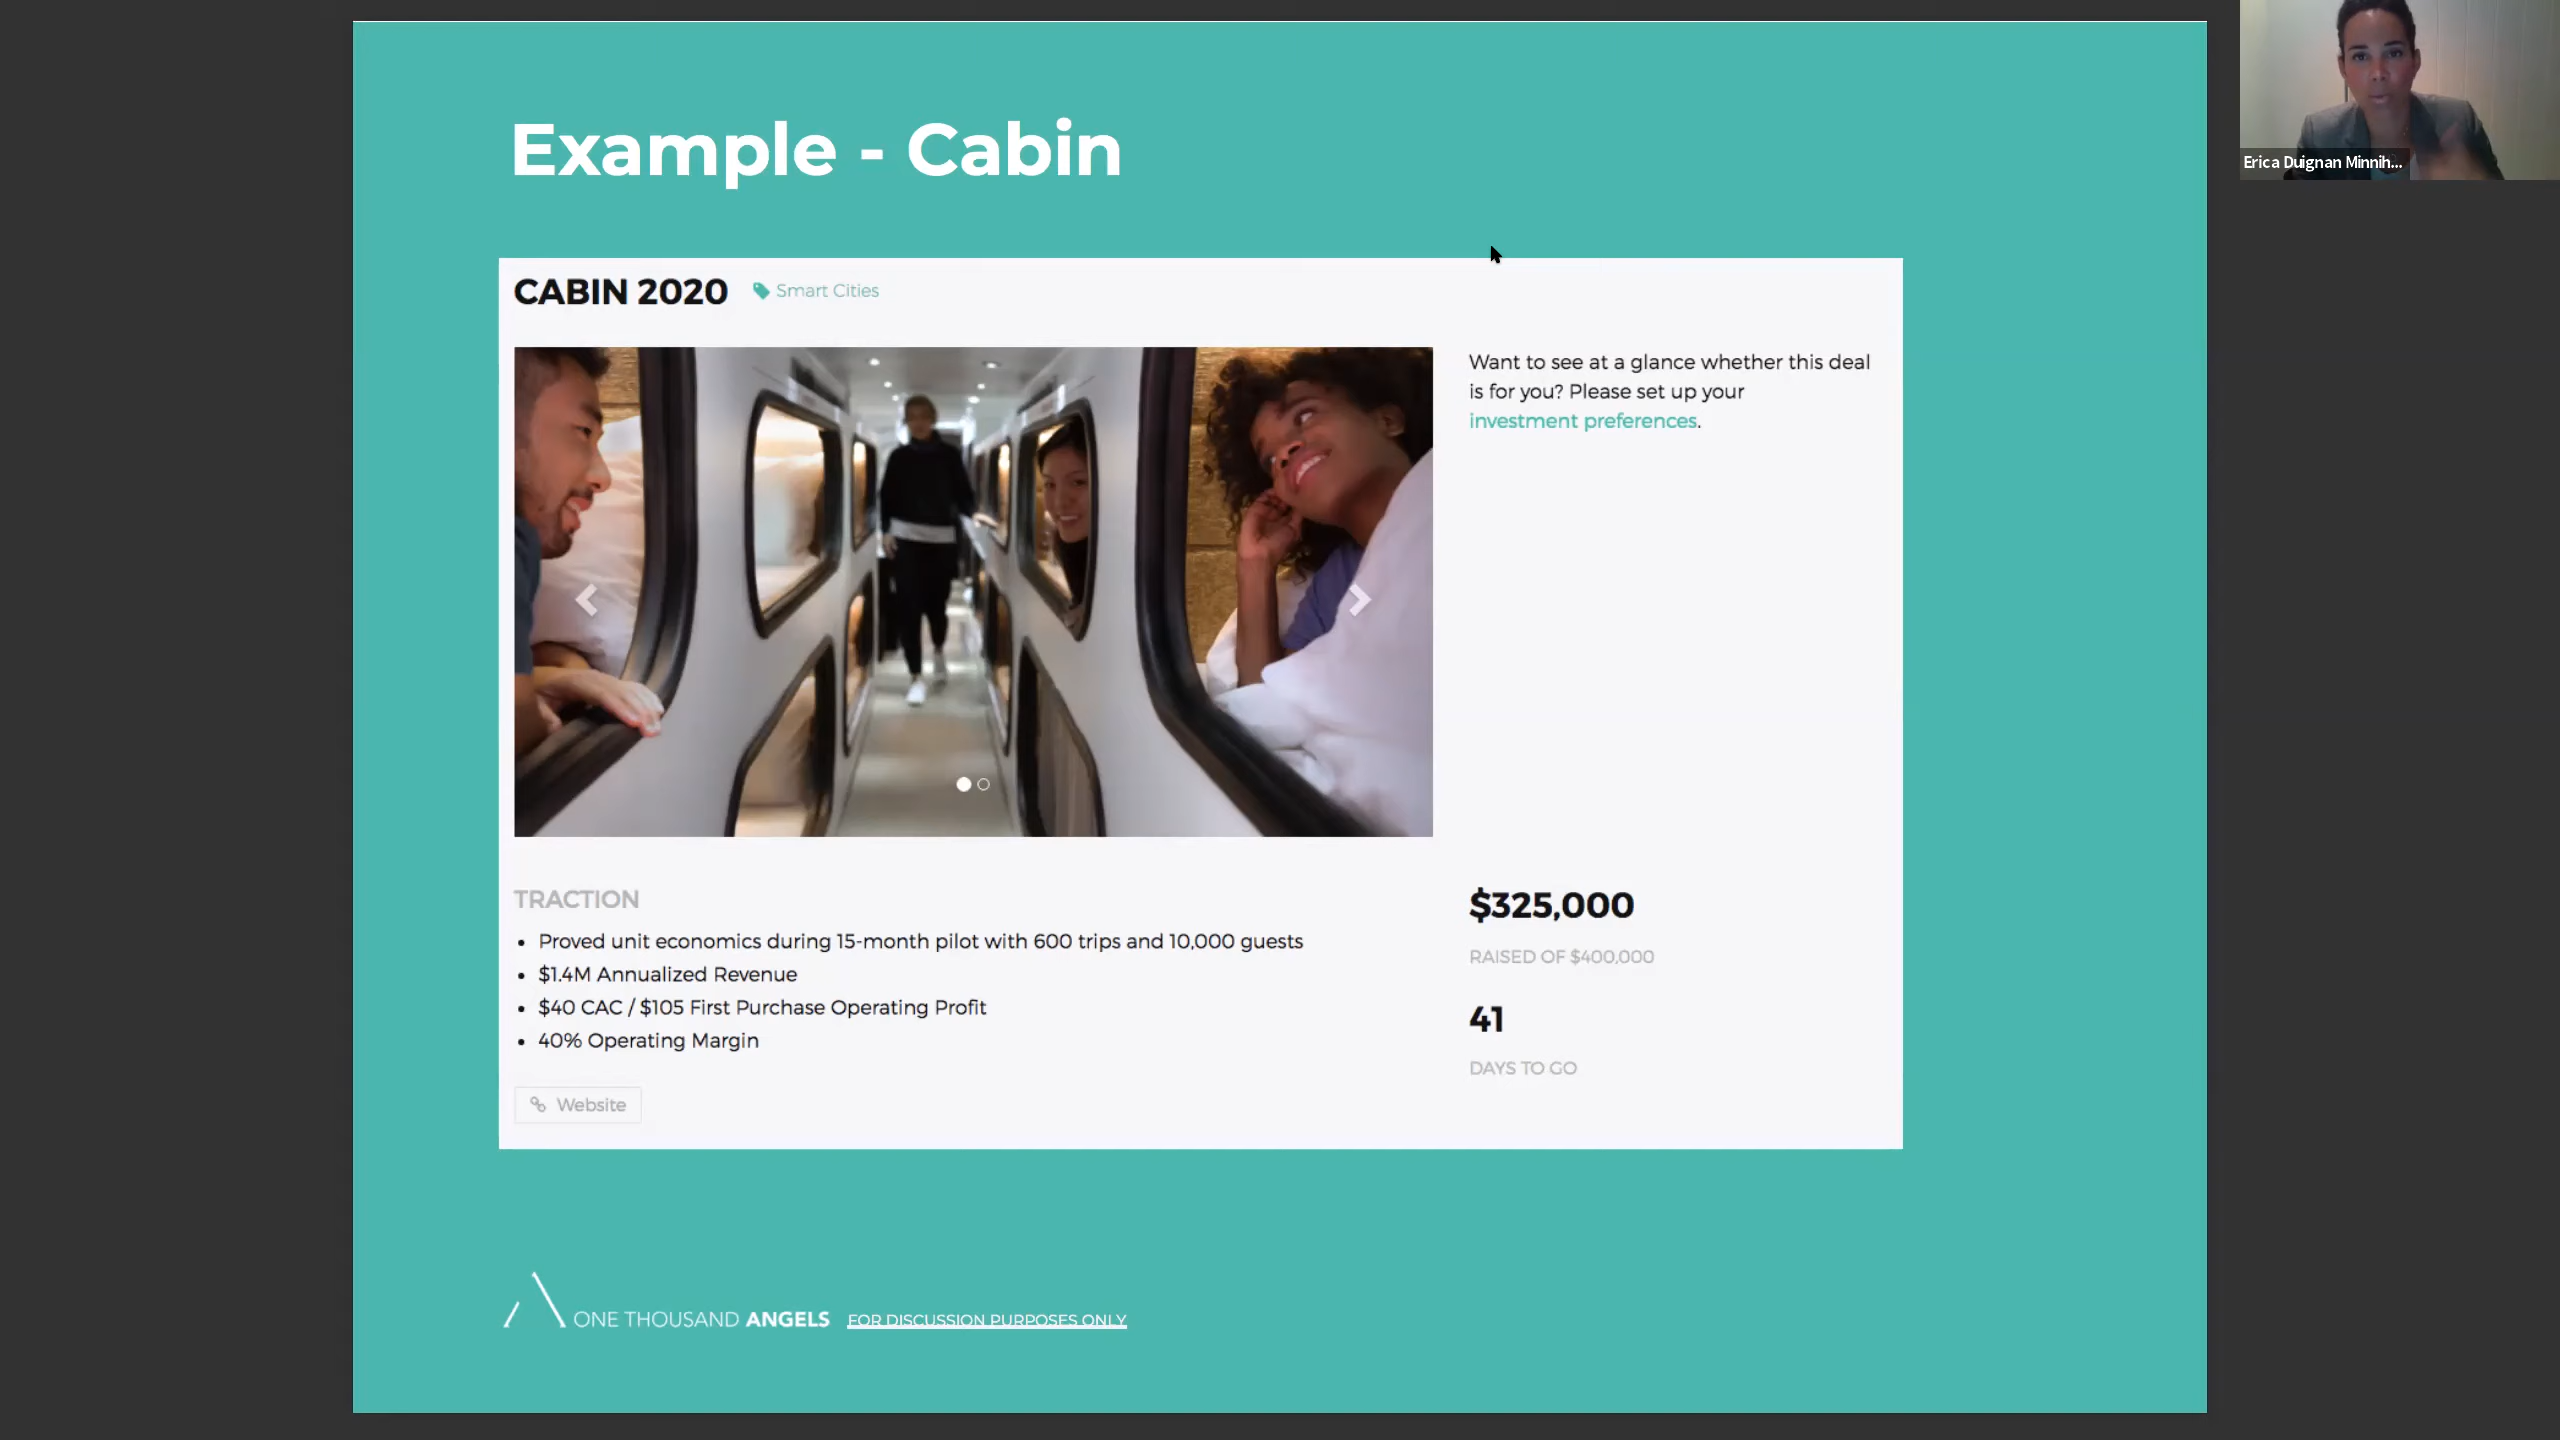 Example - Cabin
Erica Duignan Minnih...
CABIN 2020
Smart Cities
Want to see at a glance whether this deal
is for you? Please set up your
investment preferences.
TRACTION
• Proved unit economics during 15-month pilot with 600 trips and 10,000 guests
• $1.4M Annualized Revenue
• $40 CAC / $105 First Purchase Operating Profit
• 40% Operating Margin
Website
$325,000
RAISED OF $400,000
41
DAYS TO GO
ONE THOUSAND ANGELS
FOR DISCUSSION PURPOSES ONLY